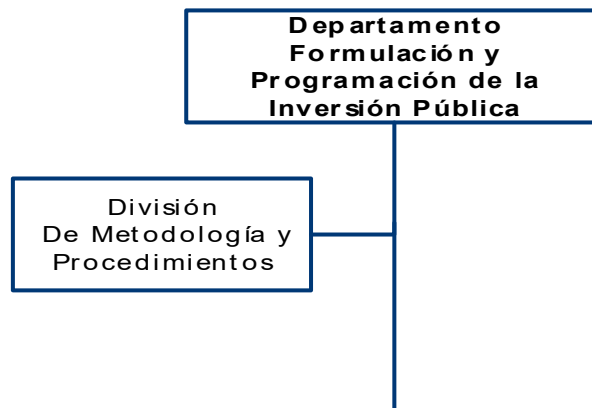 Departamento
Formulación y
Programación de la
Inversión Pública
División
De Metodología y
Procedimientos